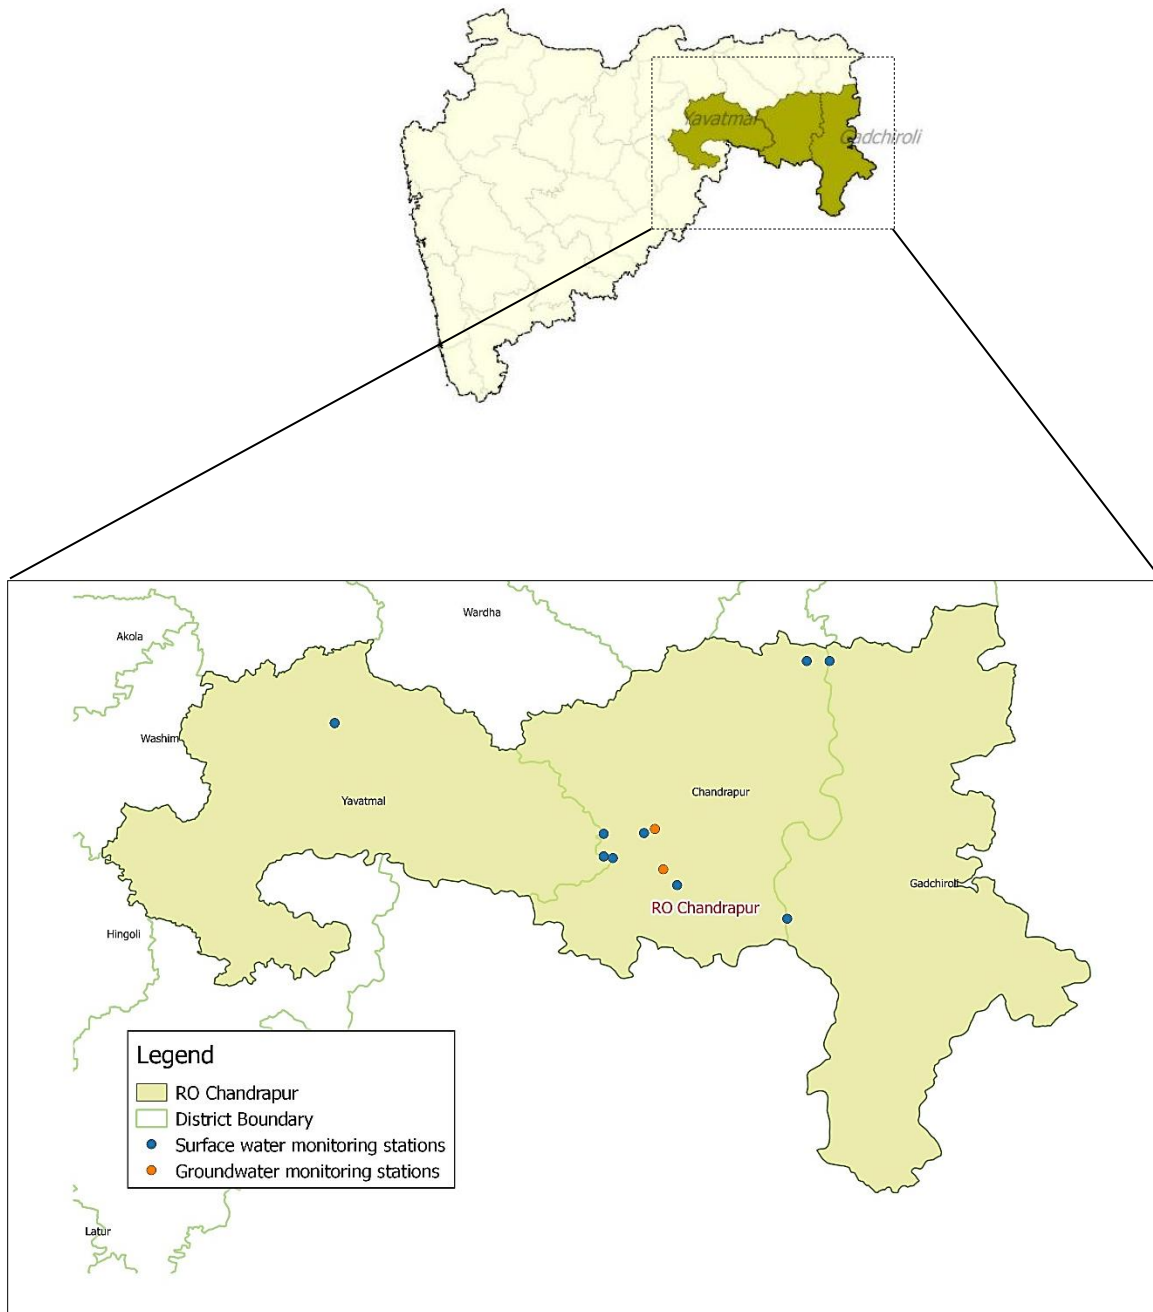 Yavatmal
Gadchiroli
Wardha
Akola
Washim
Chandrapur
Yavatmal
Gadchiroli
RO Chandrapur
Hingoli
Legend
RO Chandrapur
District Boundary
Surface water monitoring stations
Groundwater monitoring stations
Latur